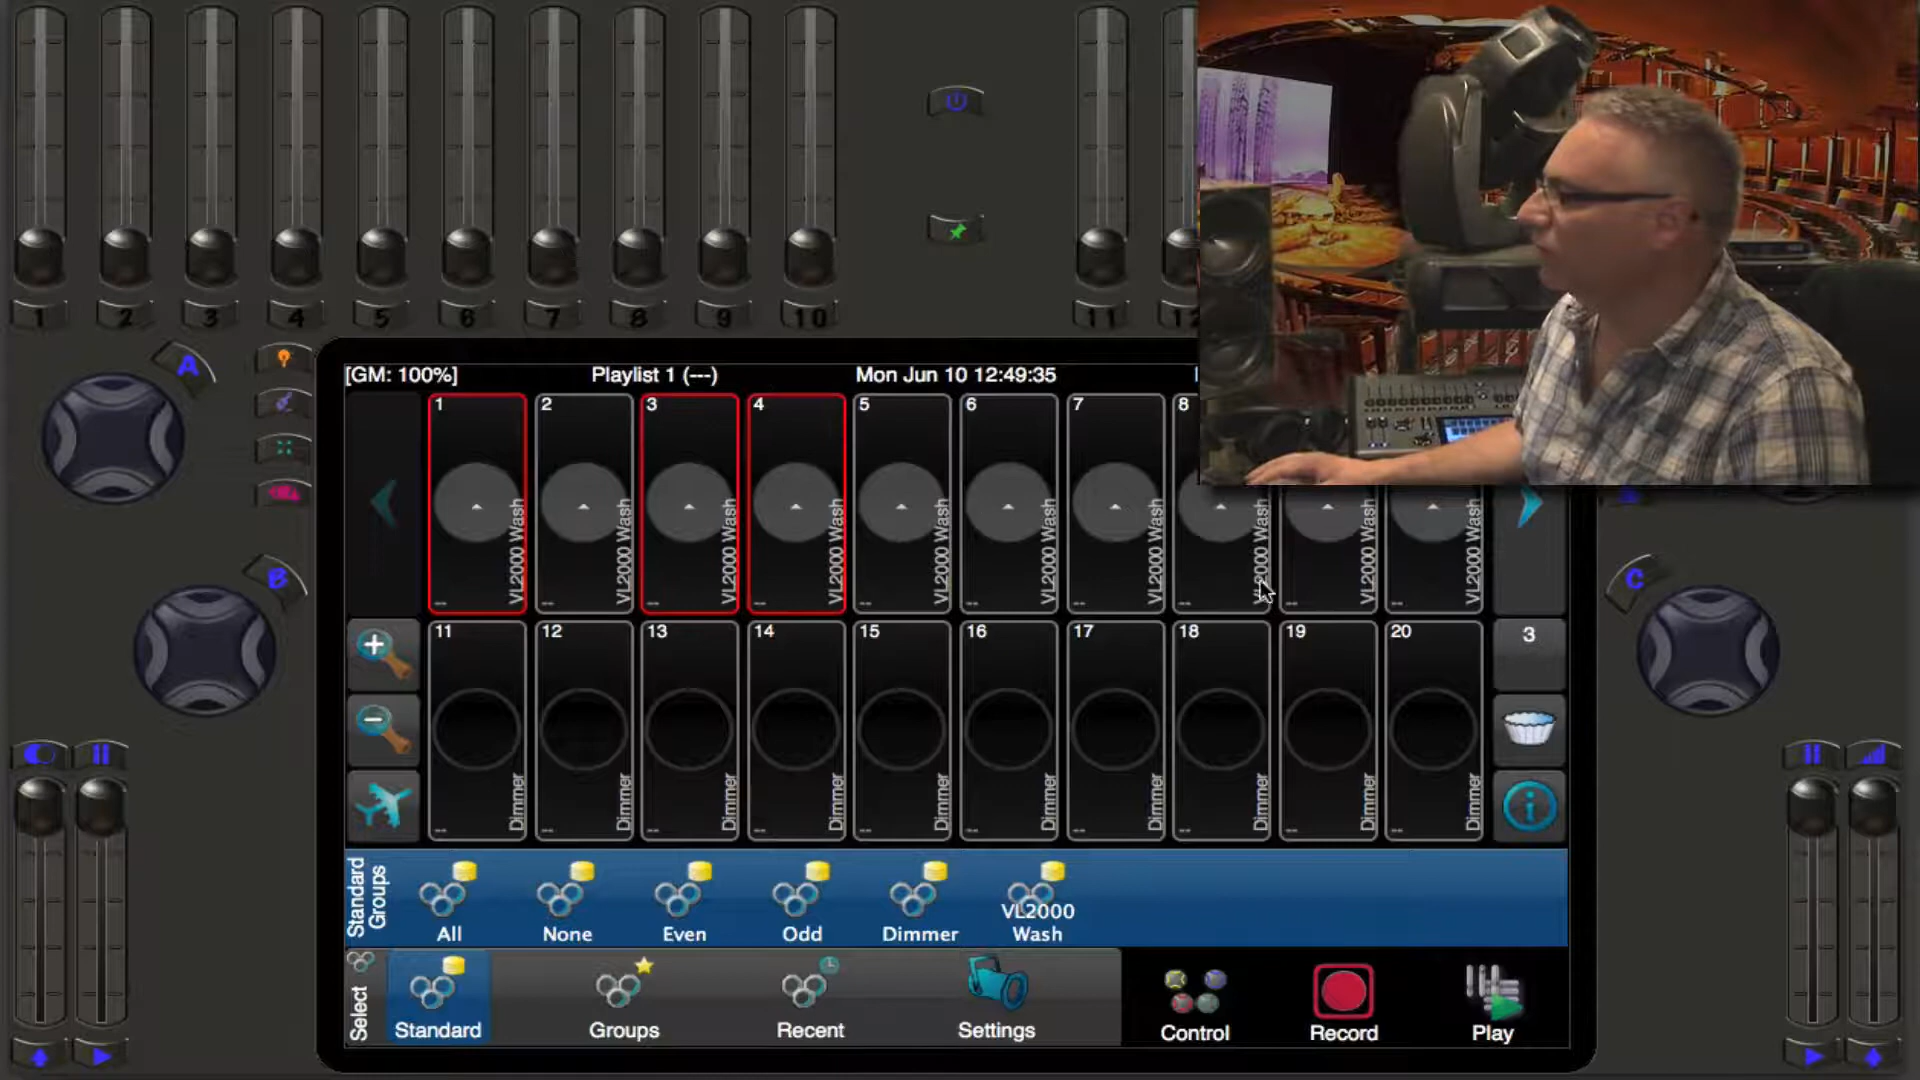 1 2 3 4 5 6 7 8 9 10 11 12
A
B
C
[GM: 100%] Playlist 1 (---) Mon Jun 10 12:49:35
1 2 3 4 5 6 7 8
VL2000 Wash VL2000 Wash VL2000 Wash VL2000 Wash VL2000 Wash VL2000 Wash VL2000 Wash VL2000 Wash VL2000 Wash VL2000 Wash
-- -- -- -- -- -- -- -- -- --
11 12 13 14 15 16 17 18 19 20
3
Dimmer Dimmer Dimmer Dimmer Dimmer Dimmer Dimmer Dimmer Dimmer Dimmer
-- -- -- -- -- -- -- -- -- --
Standard
Groups
All None Even Odd Dimmer VL2000
Wash
Select
Standard Groups Recent Settings Control Record Play